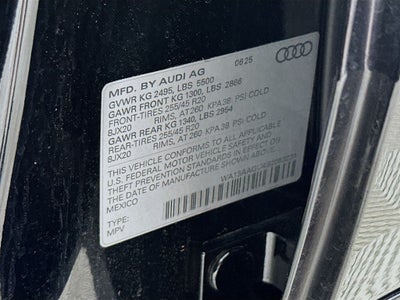 MFD. BY AUDI AG 06/25
GVWR KG 2495, LBS 5500
GAWR FRONT KG 1300, LBS 2866
FRONT-TIRES 255/45 R20
8JX20 RIMS, AT 260 KPA/38 PSI COLD
GAWR REAR KG 1340, LBS 2954
REAR-TIRES 255/45 R20
8JX20 RIMS, AT 260 KPA/38 PSI COLD
THIS VEHICLE CONFORMS TO ALL APPLICABLE
U.S. FEDERAL MOTOR VEHICLE SAFETY AND
THEFT PREVENTION STANDARDS IN EFFECT ON
THE DATE OF MANUFACTURE SHOWN ABOVE.
MEXICO
TYPE:
MPV